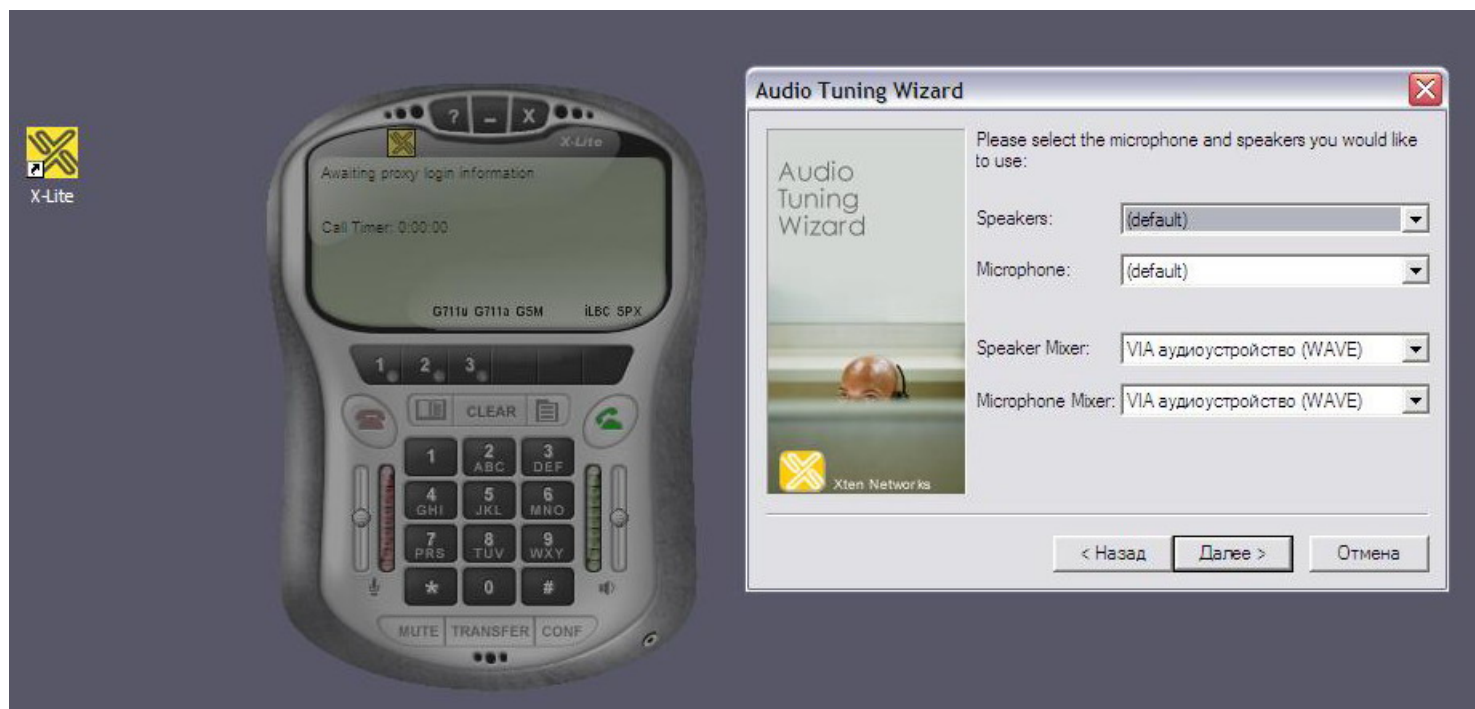 X-Lite
? – X
X-Lite
Awaiting proxy login information
Call Timer: 0:00:00
G711u G711a GSM iLBC SPX
1 2 3
CLEAR
1 2 3
ABC DEF
4 5 6
GHI JKL MNO
7 8 9
PRS TUV WXY
* 0 #
MUTE TRANSFER CONF
Audio Tuning Wizard
Audio
Tuning
Wizard
Xten Networks
Please select the microphone and speakers you would like
to use:
Speakers: (default)
Microphone: (default)
Speaker Mixer: VIA аудиоустройство (WAVE)
Microphone Mixer: VIA аудиоустройство (WAVE)
< Назад Далее > Отмена